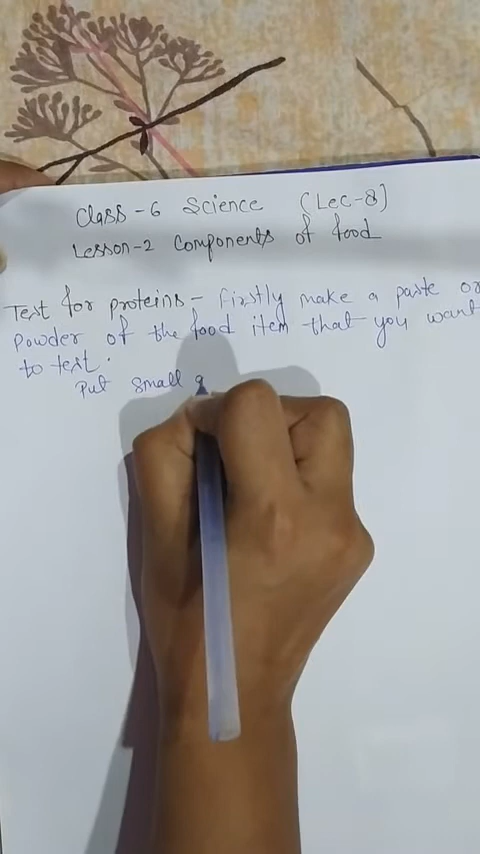 Class-6 Science (Lec-8)
Lesson-2 Components of food
Test for proteins - Firstly make a paste or
Powder of the food item that you want
to test.
Put small